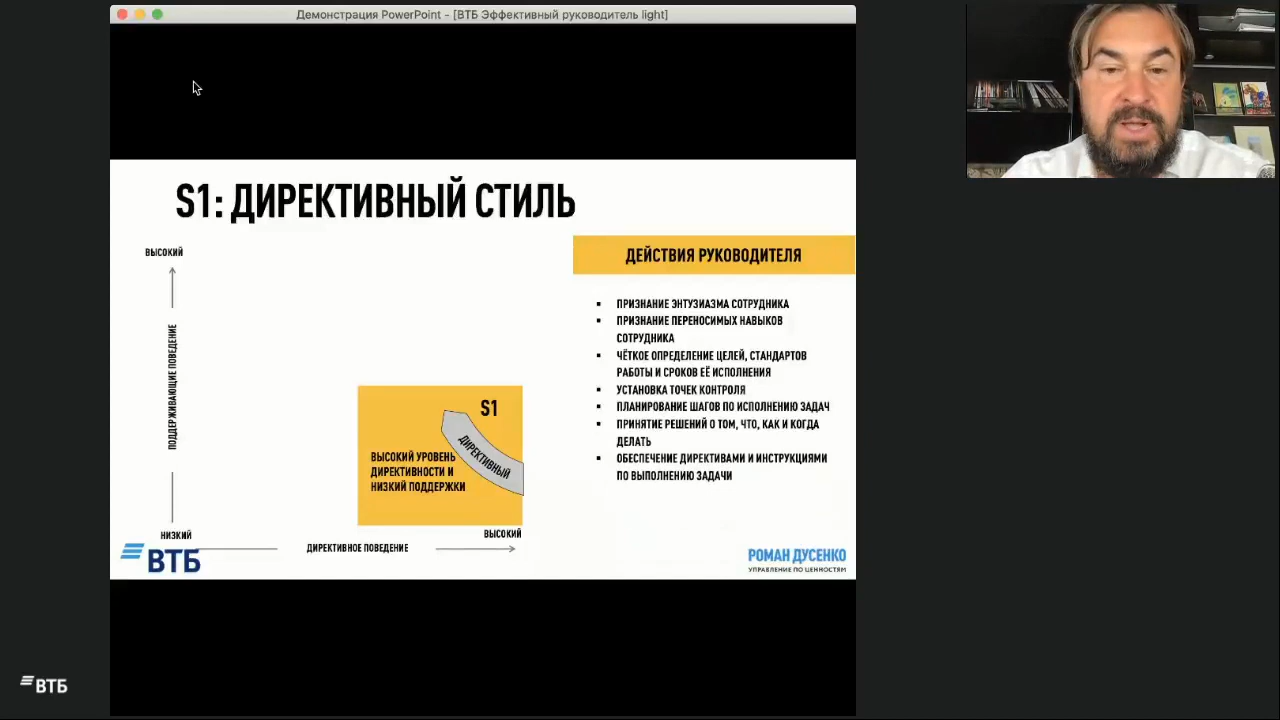 Демонстрация PowerPoint - [ВТБ Эффективный руководитель light]
S1: ДИРЕКТИВНЫЙ СТИЛЬ
ВЫСОКИЙ
ПОДДЕРЖИВАЮЩИЕ ПОВЕДЕНИЕ
S1
ДИРЕКТИВНЫЙ
ВЫСОКИЙ УРОВЕНЬ
ДИРЕКТИВНОСТИ И
НИЗКИЙ ПОДДЕРЖКИ
НИЗКИЙ
ВЫСОКИЙ
ДИРЕКТИВНОЕ ПОВЕДЕНИЕ
ВТБ
ДЕЙСТВИЯ РУКОВОДИТЕЛЯ
▪ ПРИЗНАНИЕ ЭНТУЗИАЗМА СОТРУДНИКА
▪ ПРИЗНАНИЕ ПЕРЕНОСИМЫХ НАВЫКОВ
СОТРУДНИКА
▪ ЧЁТКОЕ ОПРЕДЕЛЕНИЕ ЦЕЛЕЙ, СТАНДАРТОВ
РАБОТЫ И СРОКОВ ЕЁ ИСПОЛНЕНИЯ
▪ УСТАНОВКА ТОЧЕК КОНТРОЛЯ
▪ ПЛАНИРОВАНИЕ ШАГОВ ПО ИСПОЛНЕНИЮ ЗАДАЧ
▪ ПРИНЯТИЕ РЕШЕНИЙ О ТОМ, ЧТО, КАК И КОГДА
ДЕЛАТЬ
▪ ОБЕСПЕЧЕНИЕ ДИРЕКТИВАМИ И ИНСТРУКЦИЯМИ
ПО ВЫПОЛНЕНИЮ ЗАДАЧИ
РОМАН ДУСЕНКО
УПРАВЛЕНИЕ ПО ЦЕННОСТЯМ
ВТБ